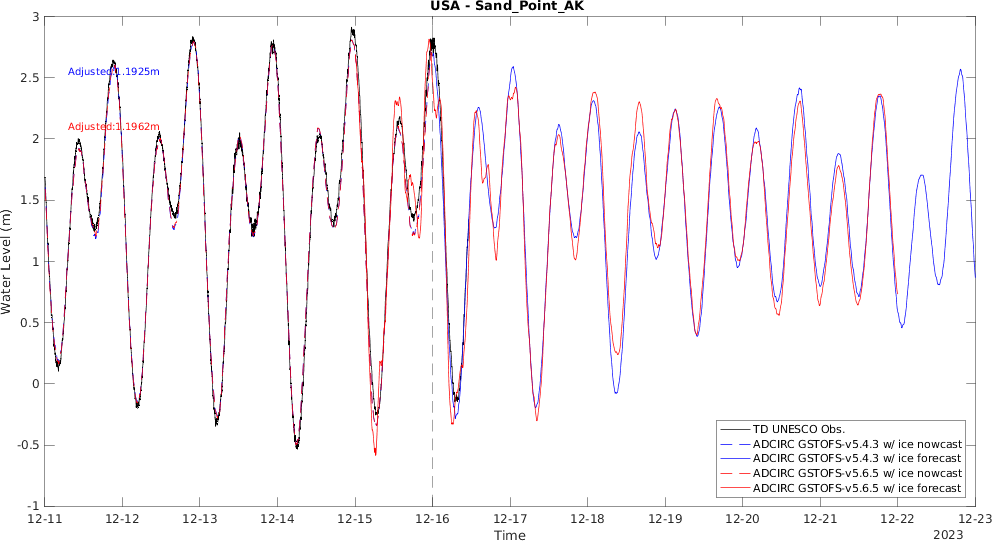 USA - Sand_Point_AK
3
2.5
2
1.5
1
0.5
0
-0.5
-1
Water Level (m)
Adjusted:1.1925m
Adjusted:1.1962m
TD UNESCO Obs.
ADCIRC GSTOFS-v5.4.3 w/ ice nowcast
ADCIRC GSTOFS-v5.4.3 w/ ice forecast
ADCIRC GSTOFS-v5.6.5 w/ ice nowcast
ADCIRC GSTOFS-v5.6.5 w/ ice forecast
12-11 12-12 12-13 12-14 12-15 12-16 12-17 12-18 12-19 12-20 12-21 12-22 12-23
Time
2023